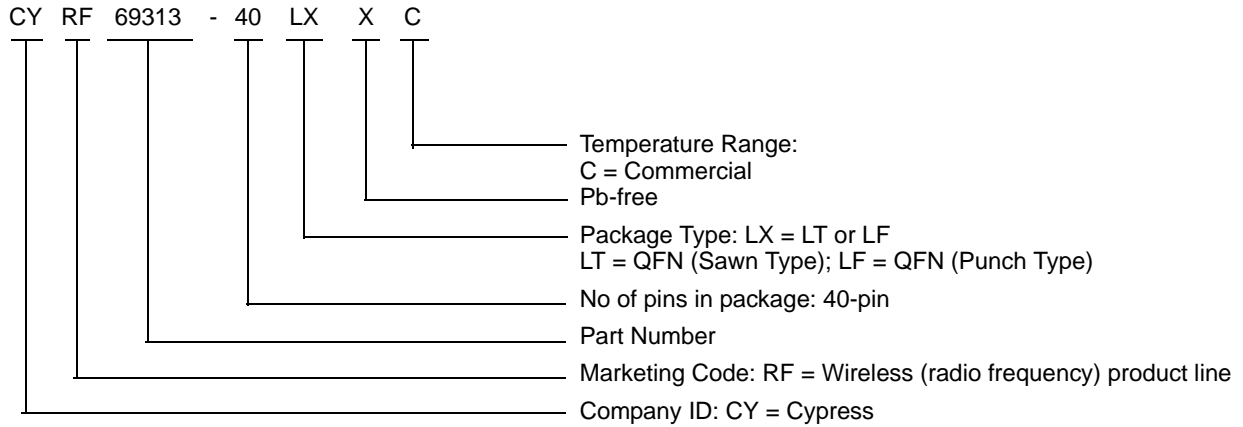 CY RF 69313 - 40 LX X C
Temperature Range:
C = Commercial
Pb-free
Package Type: LX = LT or LF
LT = QFN (Sawn Type); LF = QFN (Punch Type)
No of pins in package: 40-pin
Part Number
Marketing Code: RF = Wireless (radio frequency) product line
Company ID: CY = Cypress